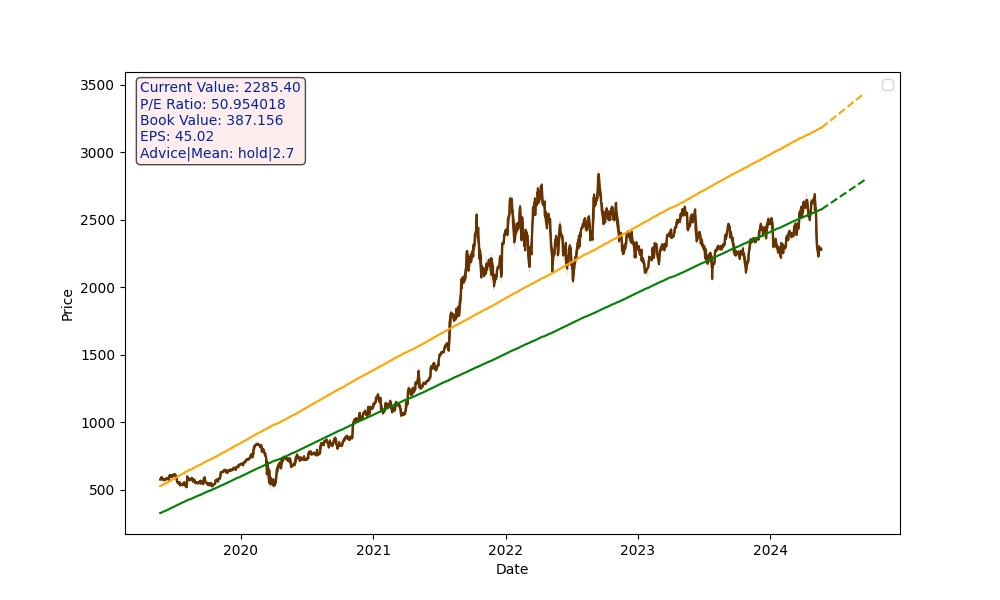 Current Value: 2285.40
P/E Ratio: 50.954018
Book Value: 387.156
EPS: 45.02
Advice|Mean: hold|2.7
3500
3000
2500
2000
1500
1000
500
Price
2020
2021
2022
2023
2024
Date